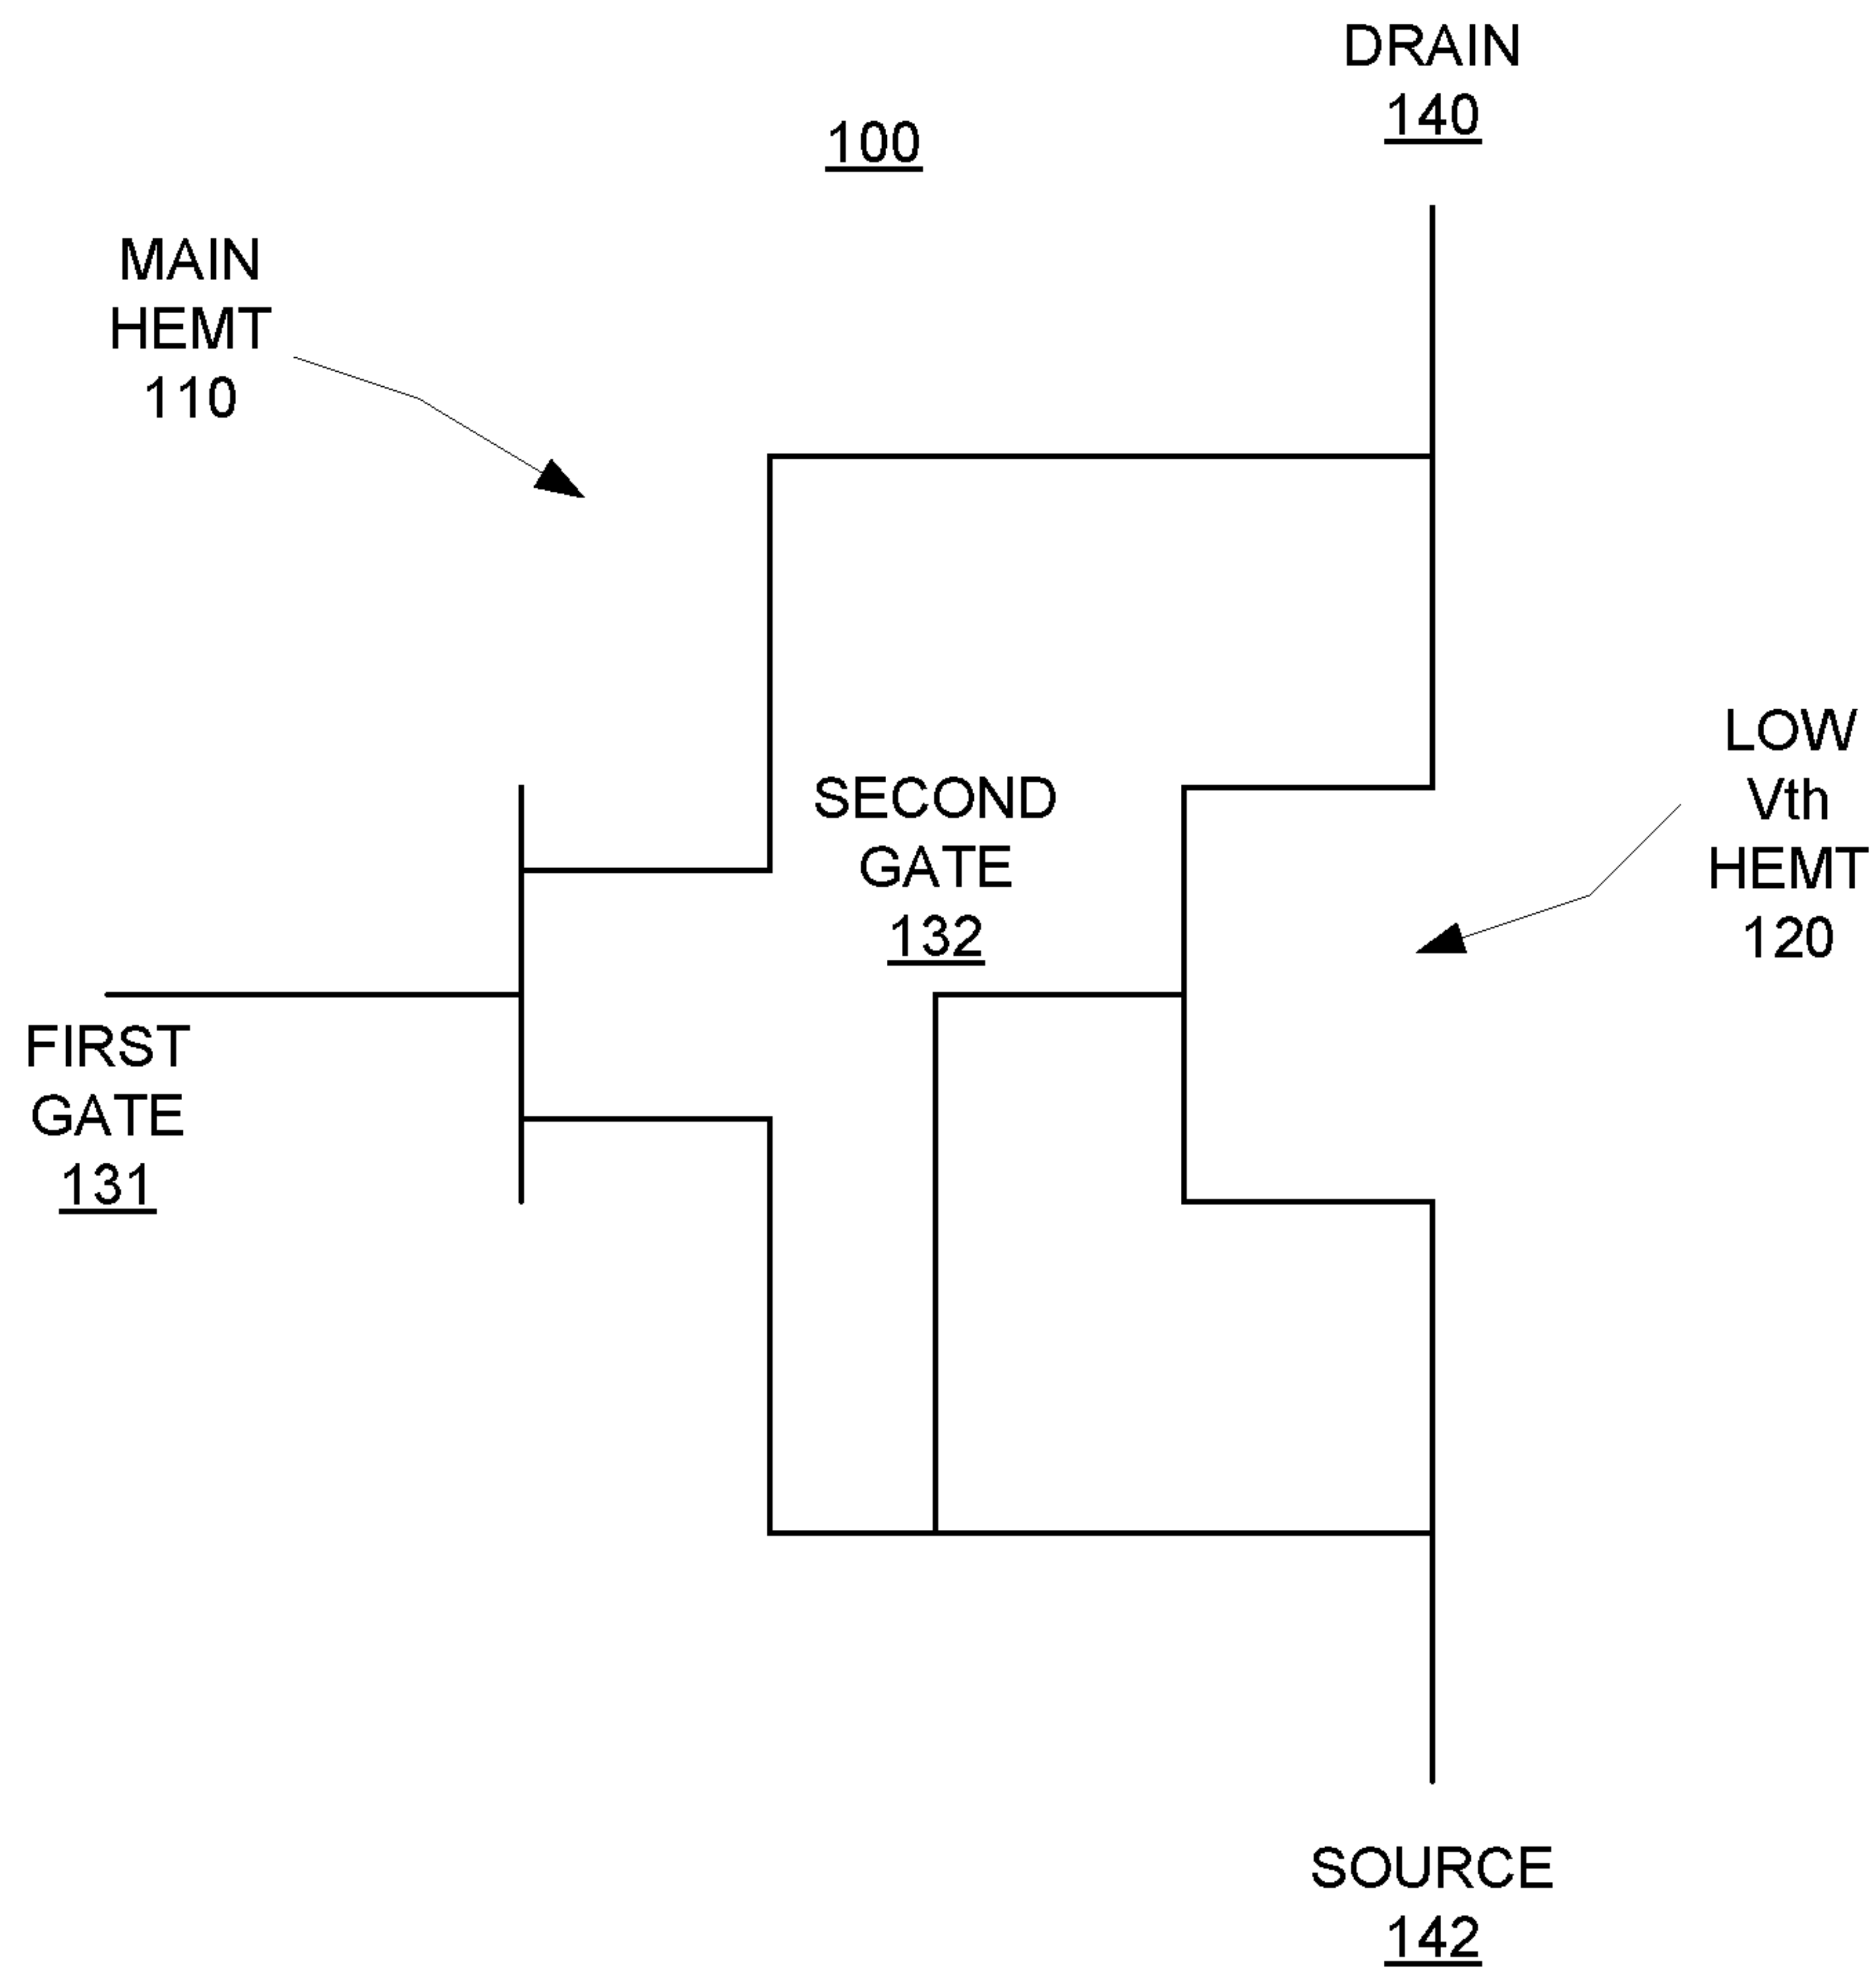 DRAIN
140
100
MAIN
HEMT
110
LOW
Vth
HEMT
120
SECOND
GATE
132
FIRST
GATE
131
SOURCE
142